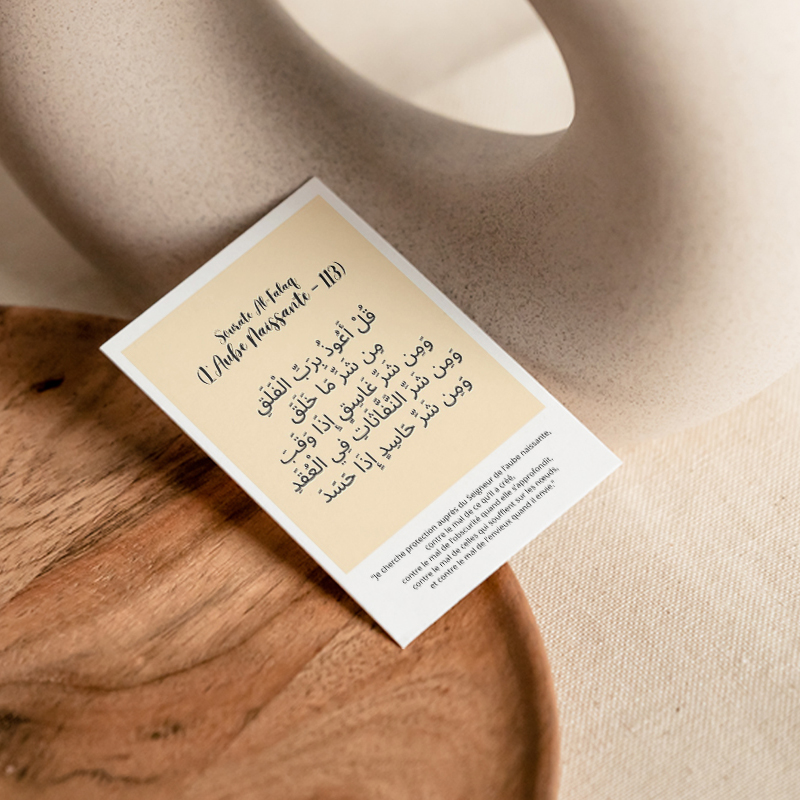 Sourate Al-Falaq
(L'Aube Naissante - 113)
قُلْ أَعُوذُ بِرَبِّ الْفَلَقِ
مِن شَرِّ مَا خَلَقَ
وَمِن شَرِّ غَاسِقٍ إِذَا وَقَبَ
وَمِن شَرِّ النَّفَّاثَاتِ فِي الْعُقَدِ
وَمِن شَرِّ حَاسِدٍ إِذَا حَسَدَ
"Je cherche protection auprès du Seigneur de l'aube naissante,
contre le mal de ce qu'il a créé,
contre le mal de l'obscurité quand elle s'approfondit,
contre le mal de celles qui soufflent sur les nœuds,
et contre le mal de l'envieux quand il envie."